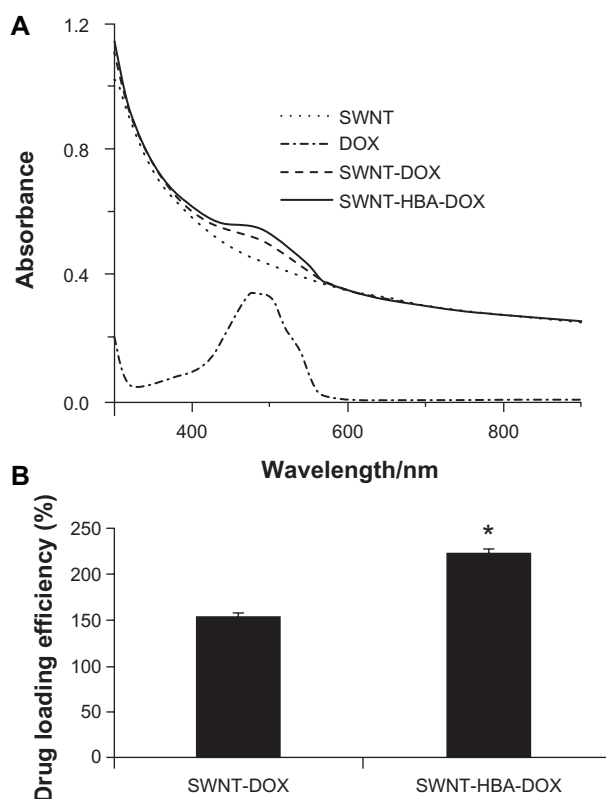 A
1.2
0.8
0.4
0.0
Absorbance
SWNT
DOX
SWNT-DOX
SWNT-HBA-DOX
400
600
800
Wavelength/nm
B
Drug loading efficiency (%)
250
200
150
100
50
0
*
SWNT-DOX
SWNT-HBA-DOX